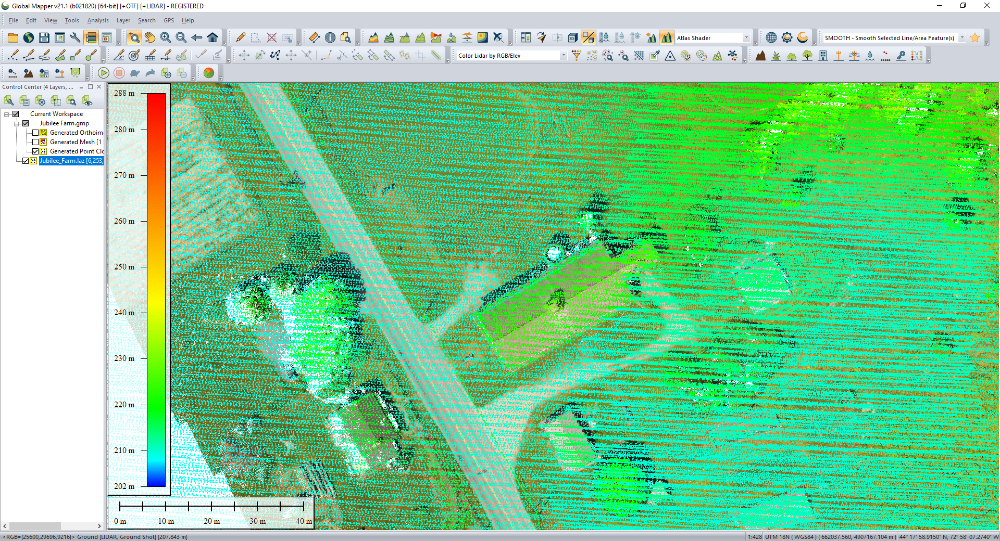 Global Mapper v21.1 (b021820) [64-bit] [+OTF] [+LIDAR] - REGISTERED
File Edit View Tools Analysis Layer Search GPS Help
Atlas Shader
SMOOTH - Smooth Selected Line/Area Feature(s)
Color Lidar by RGB/Elev
Control Center (4 Layers, ...
Current Workspace
Jubilee Farm.gmp
Generated Orthoim
Generated Mesh [1
Generated Point Clo
Jubilee_Farm.laz [6,253,
288 m
280 m
270 m
260 m
250 m
240 m
230 m
220 m
210 m
202 m
0 m 10 m 20 m 30 m 40 m
<RGB=(25600,29696,9216)> Ground [LIDAR, Ground Shot] [207.843 m]
1:428 UTM 18N ( WGS84 ) ( 662037.560, 4907167.104 m ) 44° 17' 58.9150" N, 72° 58' 07.2740" W